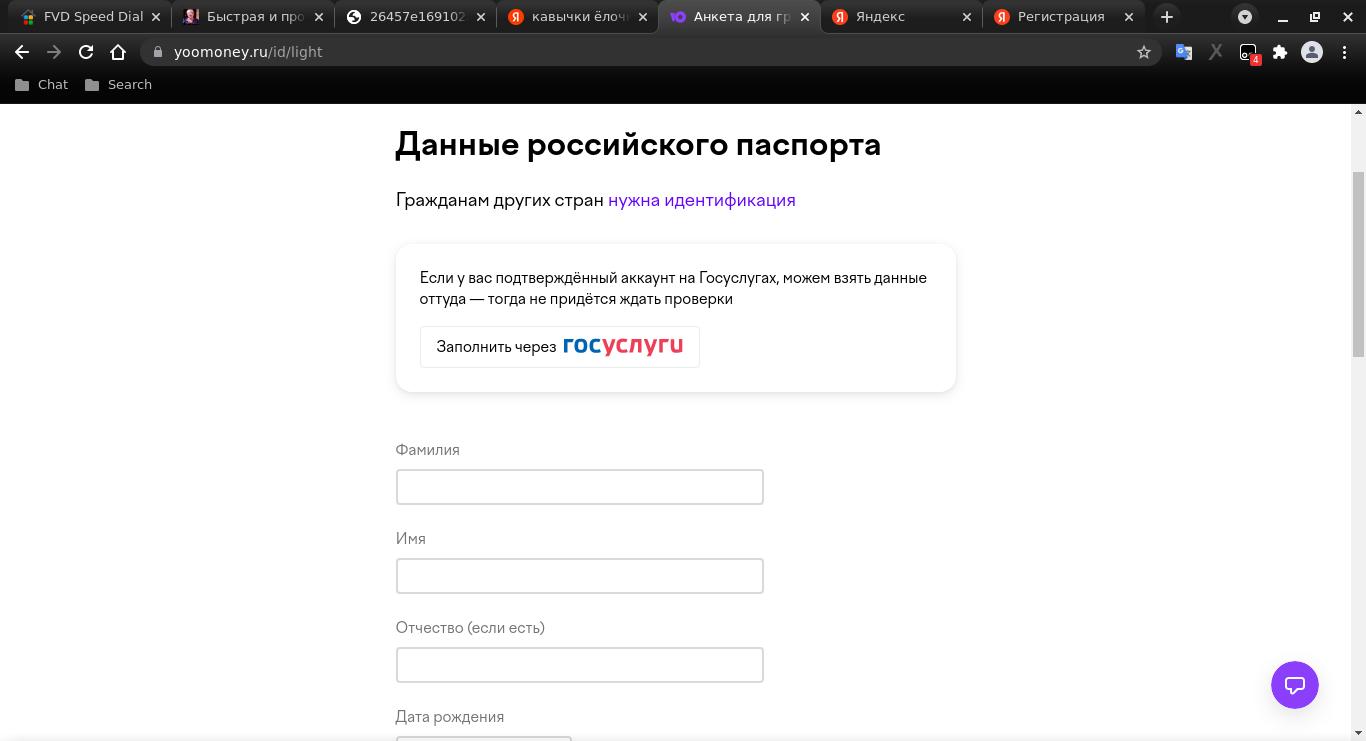 FVD Speed Dial
Быстрая и про
26457e169102
кавычки ёлоч
Анкета для гр
Яндекс
Регистрация
yoomoney.ru/id/light
4
Chat
Search
Данные российского паспорта
Гражданам других стран нужна идентификация
Если у вас подтверждённый аккаунт на Госуслугах, можем взять данные
оттуда — тогда не придётся ждать проверки
Заполнить через госуслуги
Фамилия
Имя
Отчество (если есть)
Дата рождения